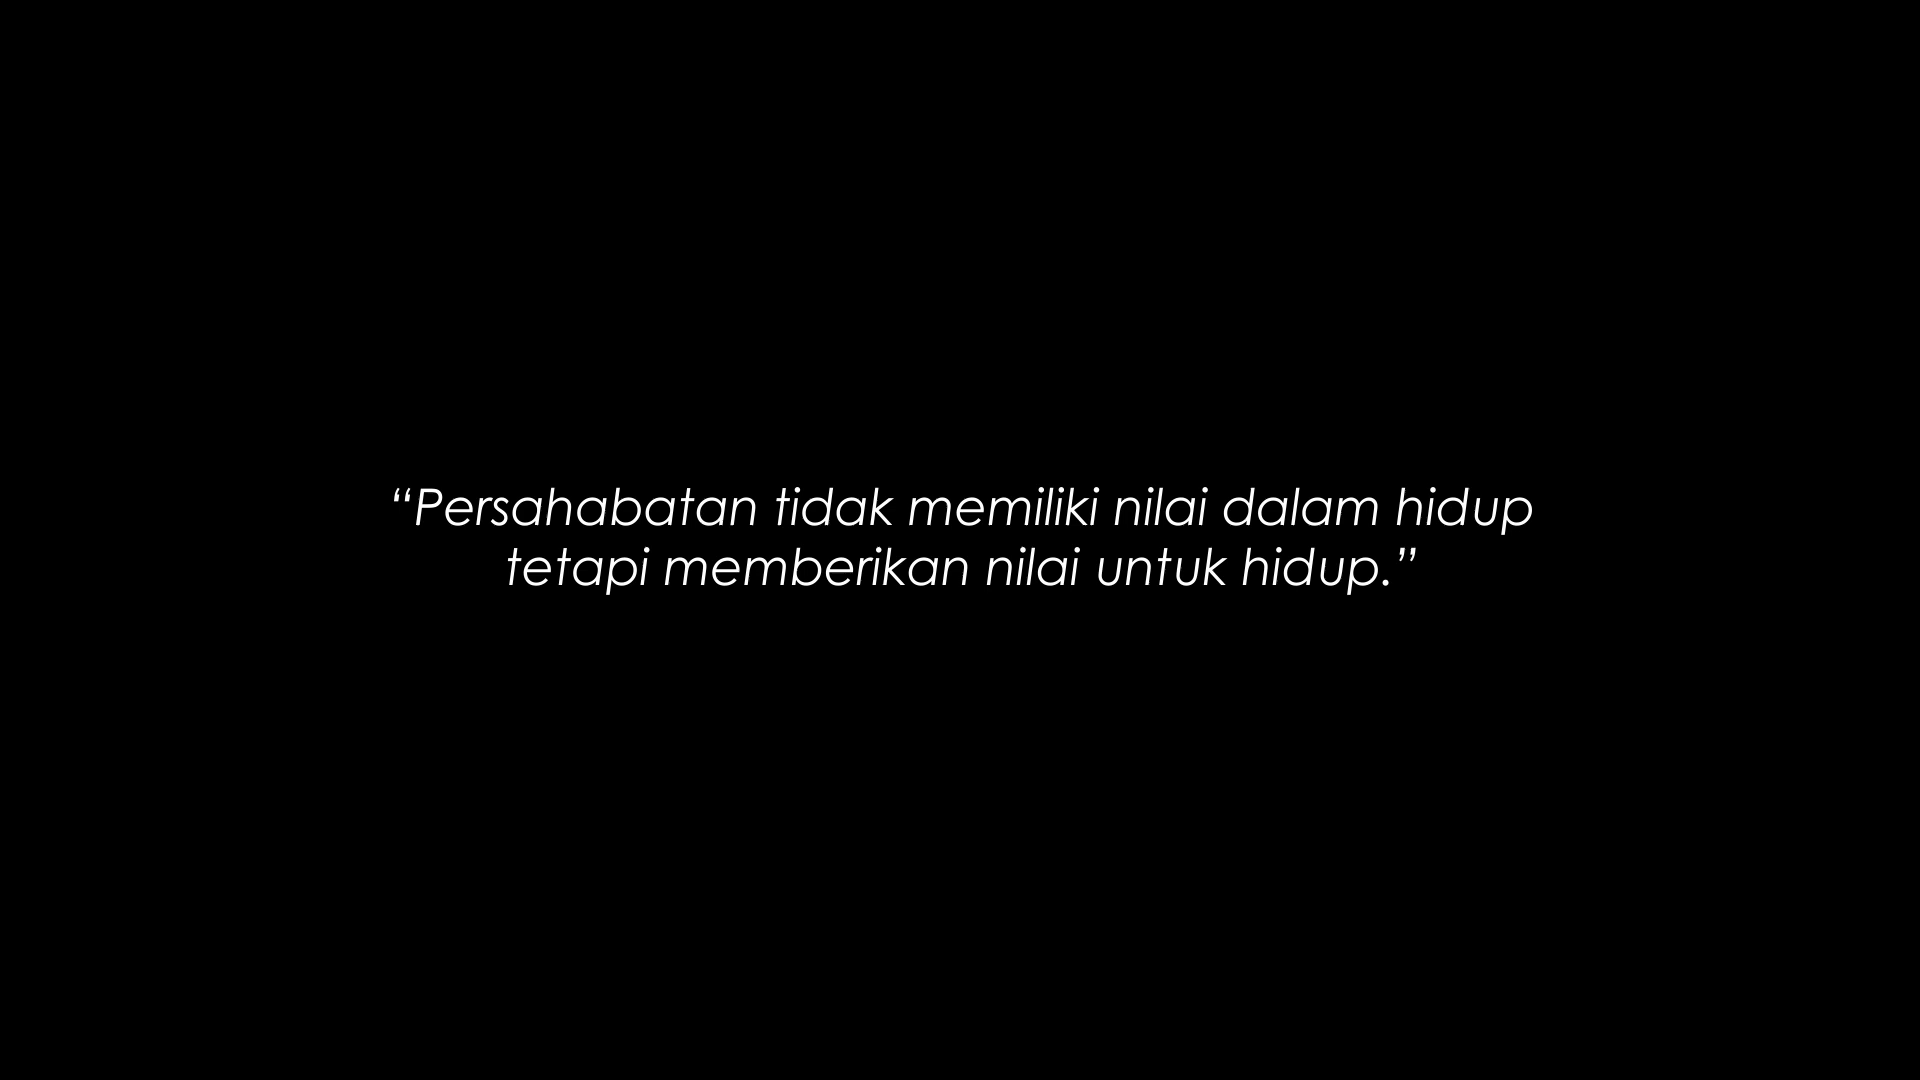 “Persahabatan tidak memiliki nilai dalam hidup
tetapi memberikan nilai untuk hidup.”